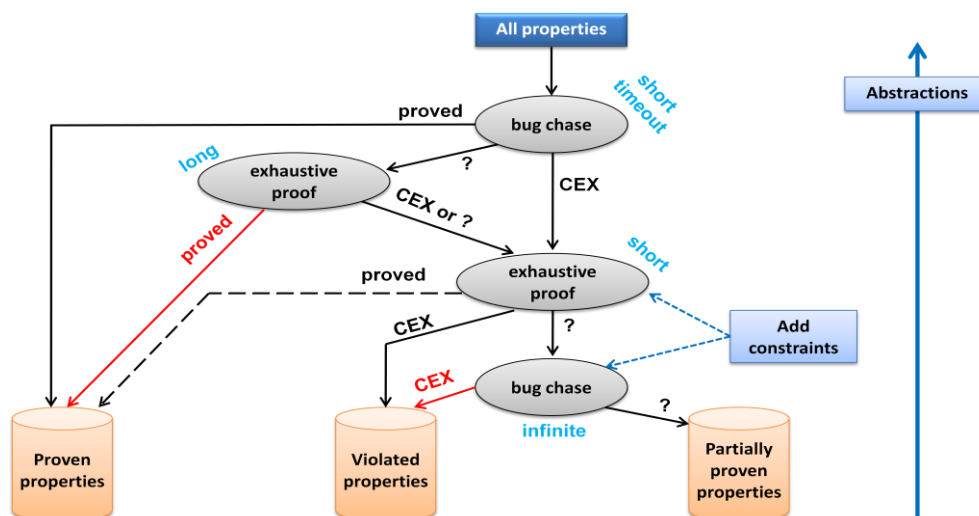 All properties
Abstractions
short
timeout
proved
bug chase
?
long
exhaustive
proof
CEX
CEX or ?
proved
short
proved
exhaustive
proof
CEX
?
Add
constraints
CEX
bug chase
?
infinite
Proven
properties
Violated
properties
Partially
proven
properties